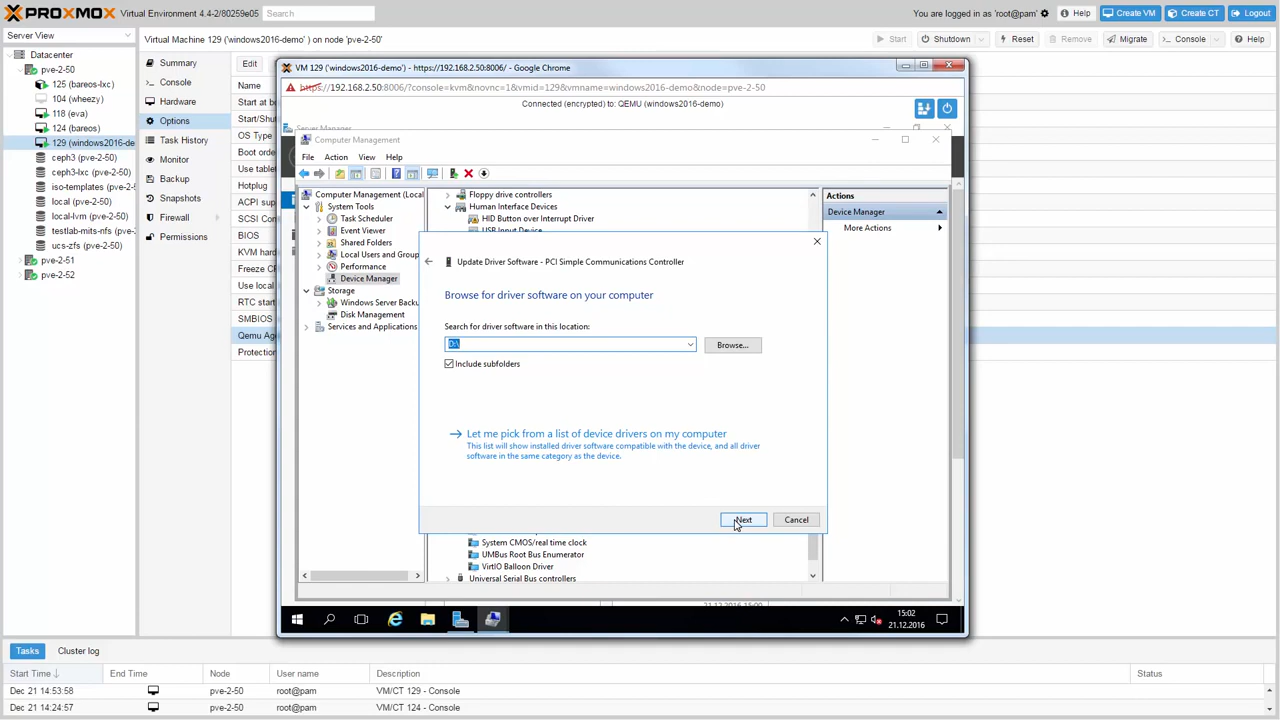 PROXMOX Virtual Environment 4.4-2/80259e05 Search You are logged in as 'root@pam' Help Create VM Create CT Logout
Server View
Virtual Machine 129 ('windows2016-demo' ) on node 'pve-2-50' Start Shutdown Reset Remove Migrate Console Help
Datacenter
pve-2-50
125 (bareos-lxc)
104 (wheezy)
118 (eva)
124 (bareos)
129 (windows2016-de
ceph3 (pve-2-50)
ceph3-lxc (pve-2-50)
iso-templates (pve-2-5
local (pve-2-50)
local-lvm (pve-2-50)
testlab-mits-nfs (pve-2
ucs-zfs (pve-2-50)
pve-2-51
pve-2-52
Summary
Console
Hardware
Options
Task History
Monitor
Backup
Snapshots
Firewall
Permissions
Edit
Name
Start at b
Start/Shu
OS Type
Boot orde
Use table
Hotplug
ACPI sup
SCSI Con
BIOS
KVM hard
Freeze C
Use local
RTC start
SMBIOS
Qemu Age
Protection
VM 129 ('windows2016-demo') - https://192.168.2.50:8006/ - Google Chrome
https://192.168.2.50:8006/?console=kvm&novnc=1&vmid=129&vmname=windows2016-demo&node=pve-2-50
Connected (encrypted) to: QEMU (windows2016-demo)
Server Manager
Computer Management
File Action View Help
Computer Management (Local
System Tools
Task Scheduler
Event Viewer
Shared Folders
Local Users and Group
Performance
Device Manager
Storage
Windows Server Backu
Disk Management
Services and Applications
Floppy drive controllers
Human Interface Devices
HID Button over Interrupt Driver
USB Input Device
Actions
Device Manager
More Actions
Update Driver Software - PCI Simple Communications Controller
Browse for driver software on your computer
Search for driver software in this location:
D:\
Browse...
Include subfolders
Let me pick from a list of device drivers on my computer
This list will show installed driver software compatible with the device, and all driver
software in the same category as the device.
Next Cancel
System CMOS/real time clock
UMBus Root Bus Enumerator
VirtIO Balloon Driver
Universal Serial Bus controllers
21.12.2016 15:00
15:02
21.12.2016
Tasks Cluster log
Start Time End Time Node User name Description Status
Dec 21 14:53:58 pve-2-50 root@pam VM/CT 129 - Console
Dec 21 14:24:57 pve-2-50 root@pam VM/CT 124 - Console